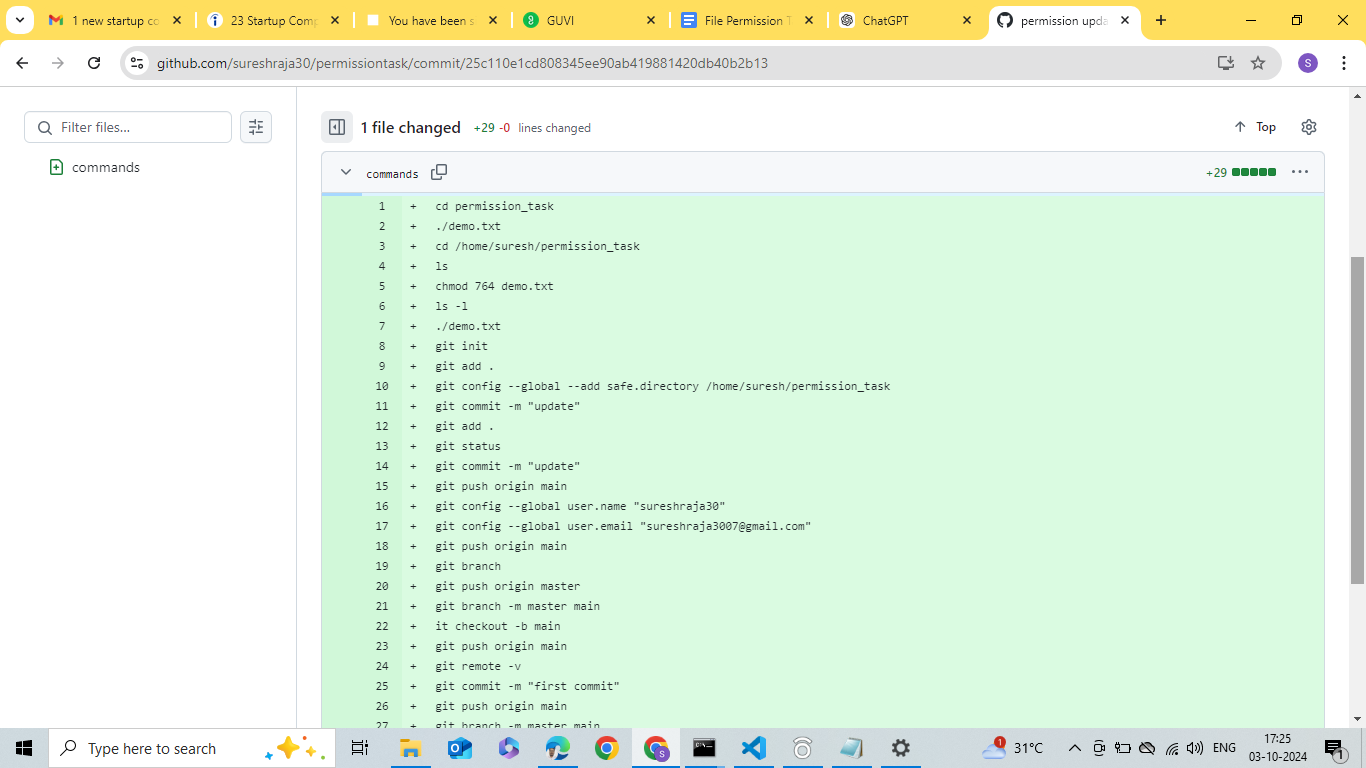 1 new startup co
23 Startup Comp
You have been s
GUVI
File Permission T
ChatGPT
permission upda
github.com/sureshraja30/permissiontask/commit/25c110e1cd808345ee90ab419881420db40b2b13
S
Filter files...
commands
1 file changed +29 -0 lines changed
Top
commands
+29
1 + cd permission_task
2 + ./demo.txt
3 + cd /home/suresh/permission_task
4 + ls
5 + chmod 764 demo.txt
6 + ls -l
7 + ./demo.txt
8 + git init
9 + git add .
10 + git config --global --add safe.directory /home/suresh/permission_task
11 + git commit -m "update"
12 + git add .
13 + git status
14 + git commit -m "update"
15 + git push origin main
16 + git config --global user.name "sureshraja30"
17 + git config --global user.email "sureshraja3007@gmail.com"
18 + git push origin main
19 + git branch
20 + git push origin master
21 + git branch -m master main
22 + it checkout -b main
23 + git push origin main
24 + git remote -v
25 + git commit -m "first commit"
26 + git push origin main
27 + git branch -m master main
Type here to search
S
1
31°C
ENG
17:25
03-10-2024
1